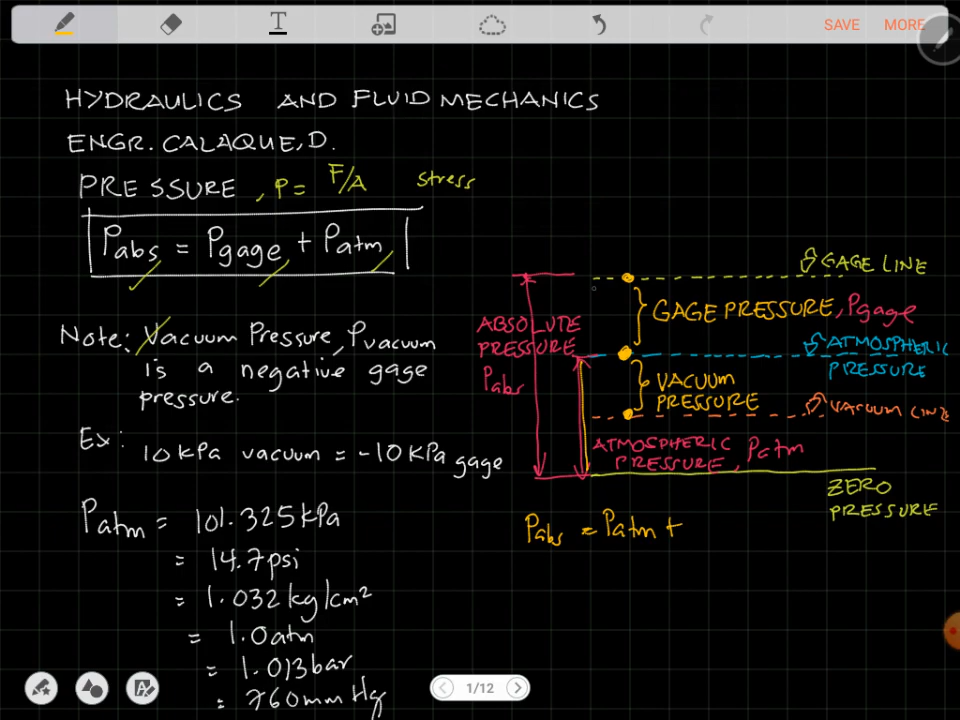 SAVE MORE
HYDRAULICS AND FLUID MECHANICS
ENGR. CALAQUE, D.
PRESSURE, P = F/A stress
Pabs = Pgage + Patm
Note: Vacuum Pressure, Pvacuum
is a negative gage
pressure.
Ex: 10 kPa vacuum = -10 kPa gage
Patm = 101.325 kPa
= 14.7 psi
= 1.032 kg/cm²
= 1.0 atm
= 1.013 bar
= 760 mm Hg
GAGE LINE
GAGE PRESSURE, Pgage
ABSOLUTE
PRESSURE
Pabs
ATMOSPHERIC
PRESSURE
VACUUM
PRESSURE
VACUUM LINE
ATMOSPHERIC
PRESSURE, Patm
ZERO
PRESSURE
Pabs = Patm +
1/12